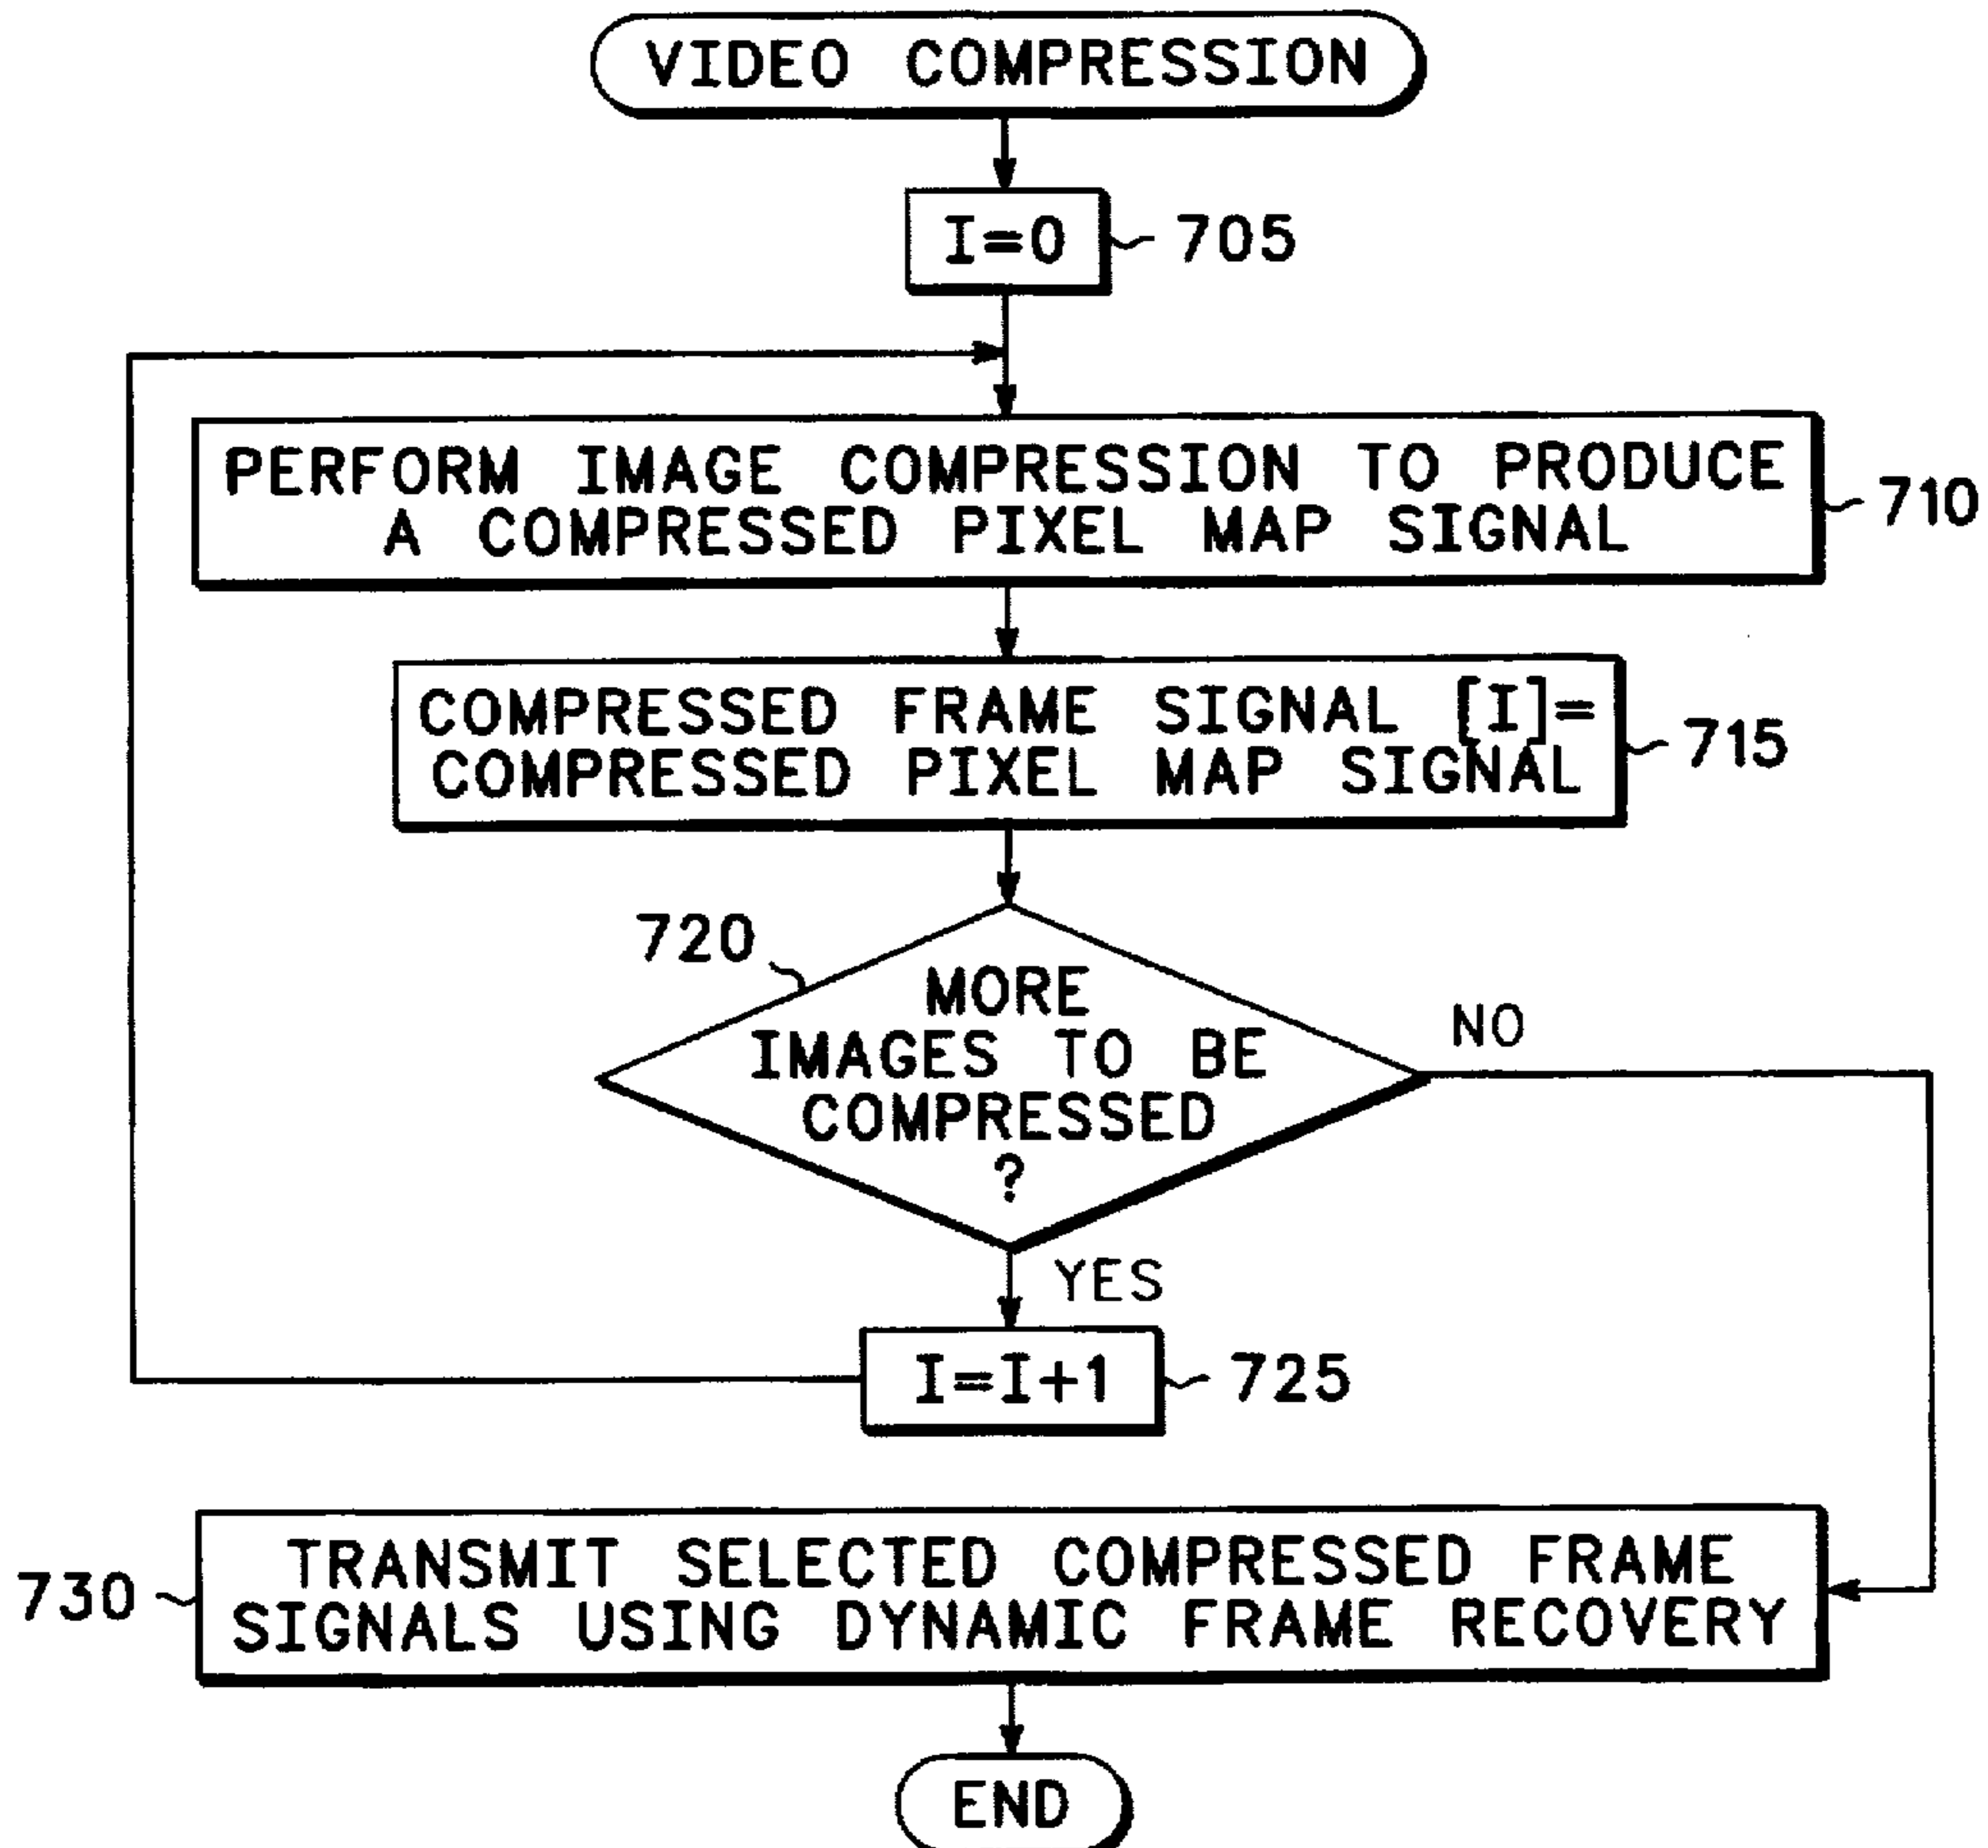 VIDEO COMPRESSION
I=0
705
PERFORM IMAGE COMPRESSION TO PRODUCE
A COMPRESSED PIXEL MAP SIGNAL
710
COMPRESSED FRAME SIGNAL [I]=
COMPRESSED PIXEL MAP SIGNAL
715
720
MORE
IMAGES TO BE
COMPRESSED
?
NO
YES
I=I+1
725
730
TRANSMIT SELECTED COMPRESSED FRAME
SIGNALS USING DYNAMIC FRAME RECOVERY
END